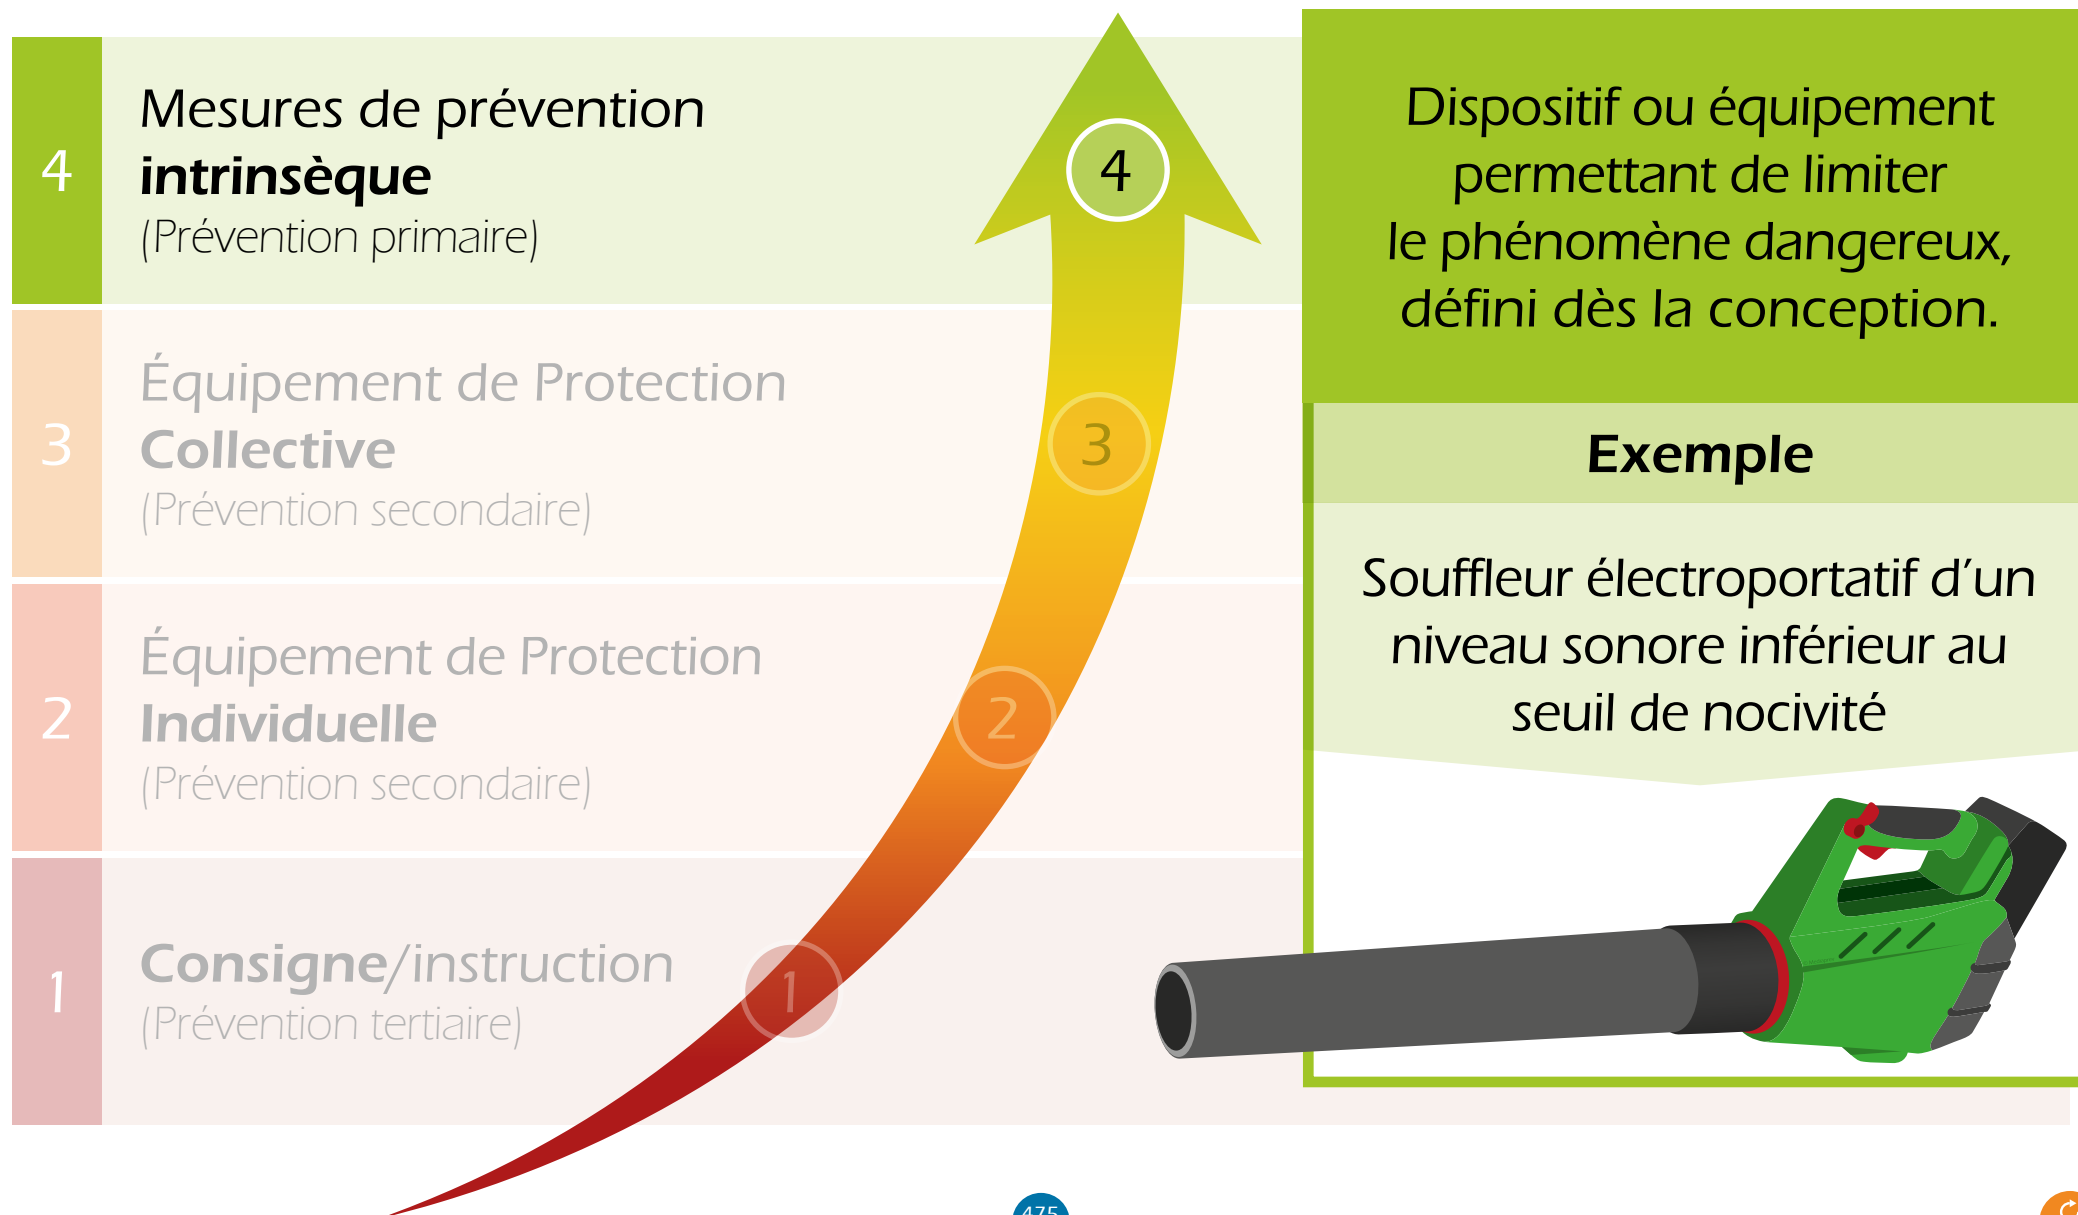 4
Mesures de prévention
intrinsèque
(Prévention primaire)
4
3
Équipement de Protection
Collective
(Prévention secondaire)
3
2
Équipement de Protection
Individuelle
(Prévention secondaire)
2
1
Consigne/instruction
(Prévention tertiaire)
1
Dispositif ou équipement
permettant de limiter
le phénomène dangereux,
défini dès la conception.
Exemple
Souffleur électroportatif d’un
niveau sonore inférieur au
seuil de nocivité
475